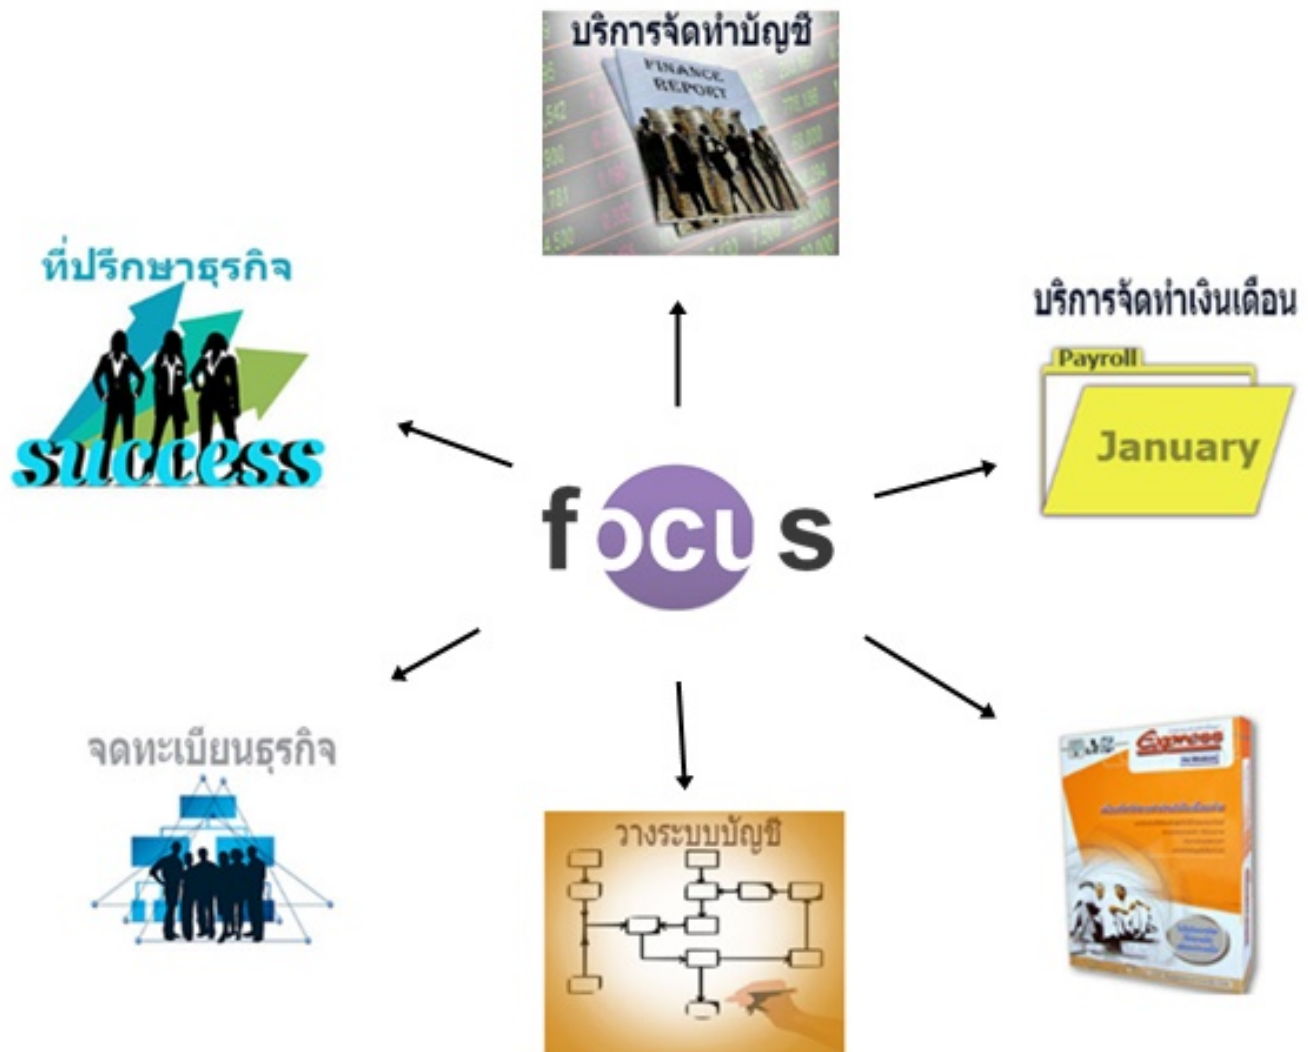 บริการจัดทำบัญชี
FINANCE
REPORT
ที่ปรึกษาธุรกิจ
success
บริการจัดทำเงินเดือน
Payroll
January
focus
จดทะเบียนธุรกิจ
วางระบบบัญชี
Express